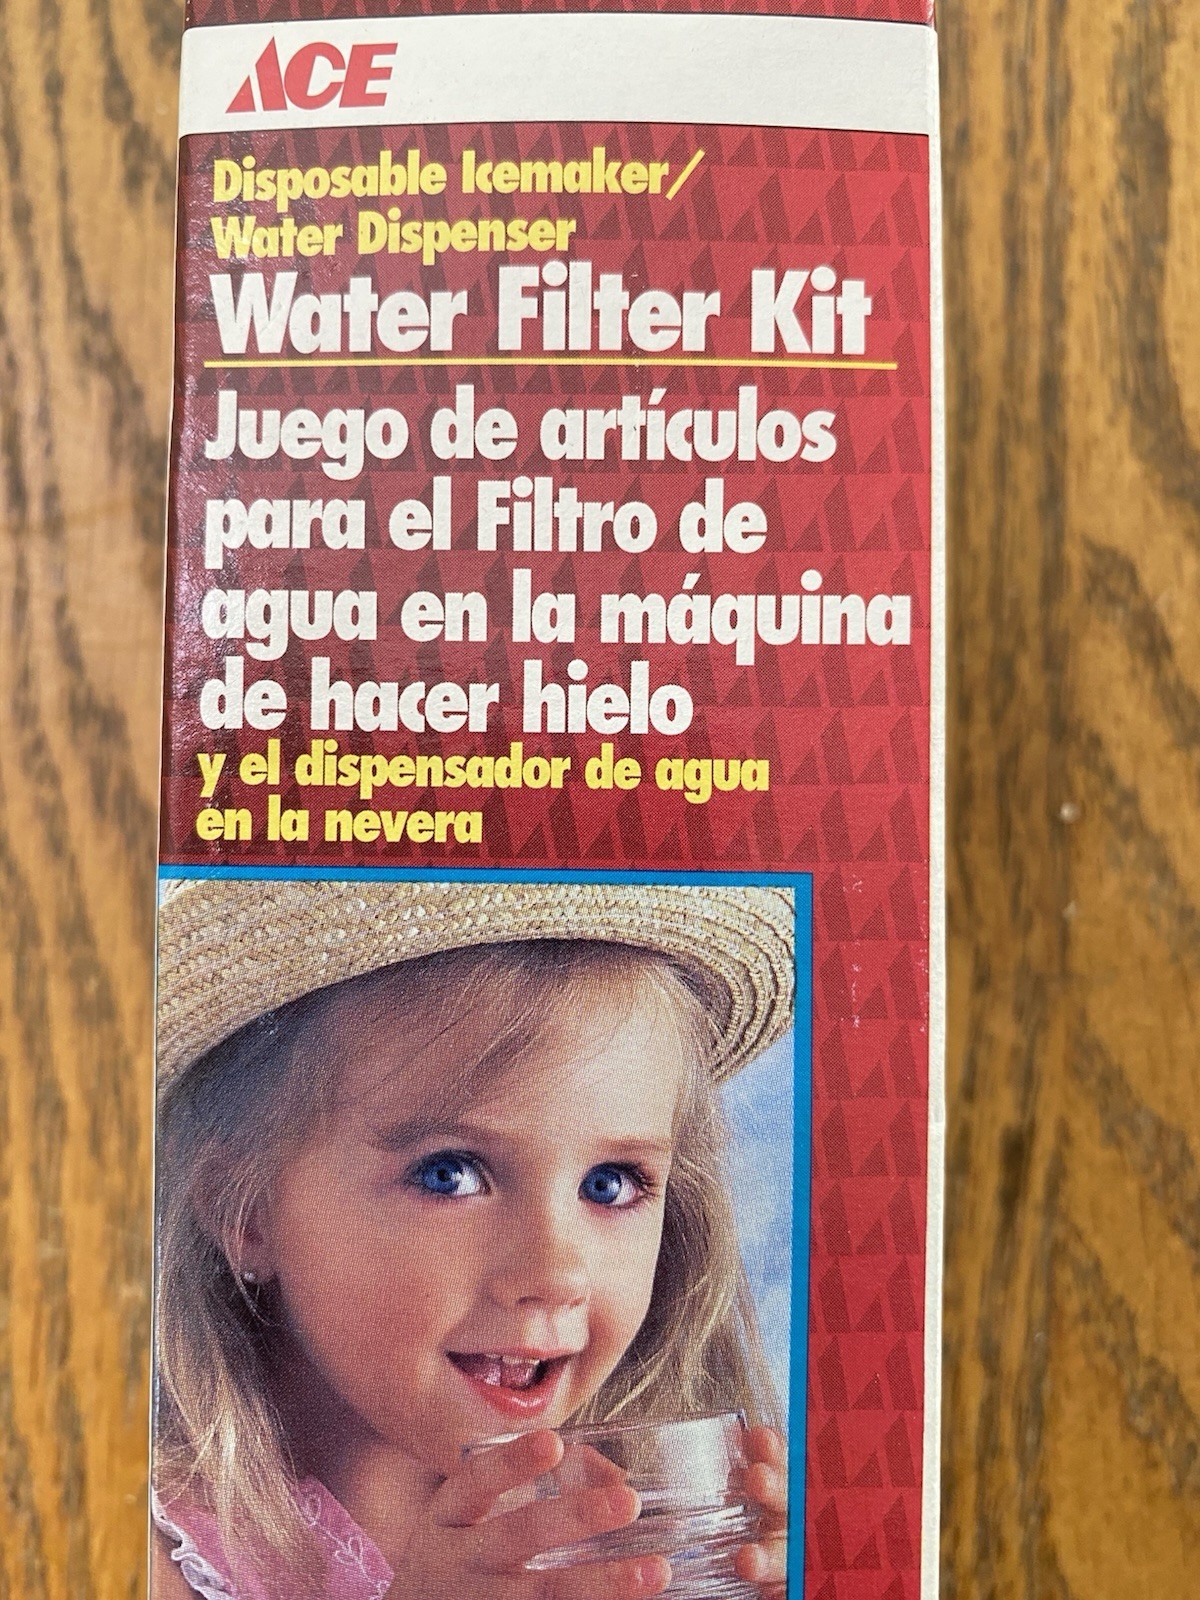 ACE
Disposable Icemaker/
Water Dispenser
Water Filter Kit
Juego de artículos
para el Filtro de
agua en la máquina
de hacer hielo
y el dispensador de agua
en la nevera